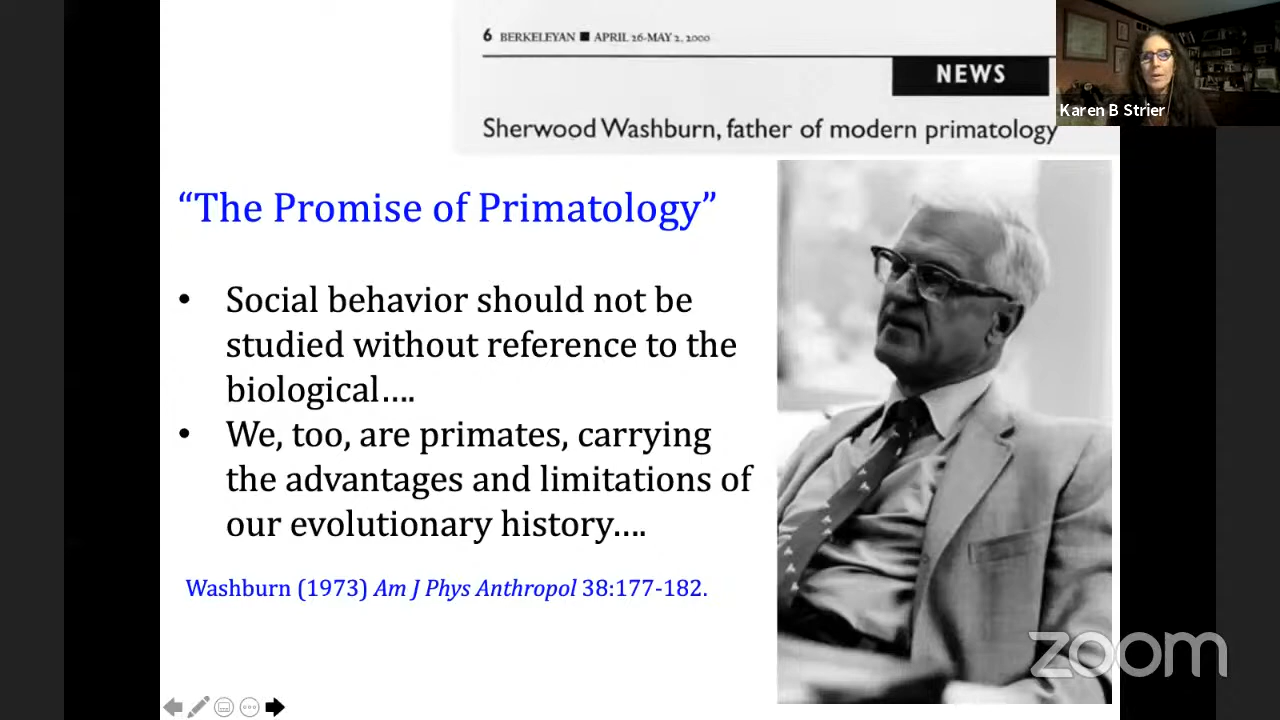 6 BERKELEYAN ■ APRIL 26-MAY 2, 2000
NEWS
Sherwood Washburn, father of modern primatology
Karen B Strier
“The Promise of Primatology”
• Social behavior should not be
studied without reference to the
biological….
• We, too, are primates, carrying
the advantages and limitations of
our evolutionary history….
Washburn (1973) Am J Phys Anthropol 38:177-182.
zoom